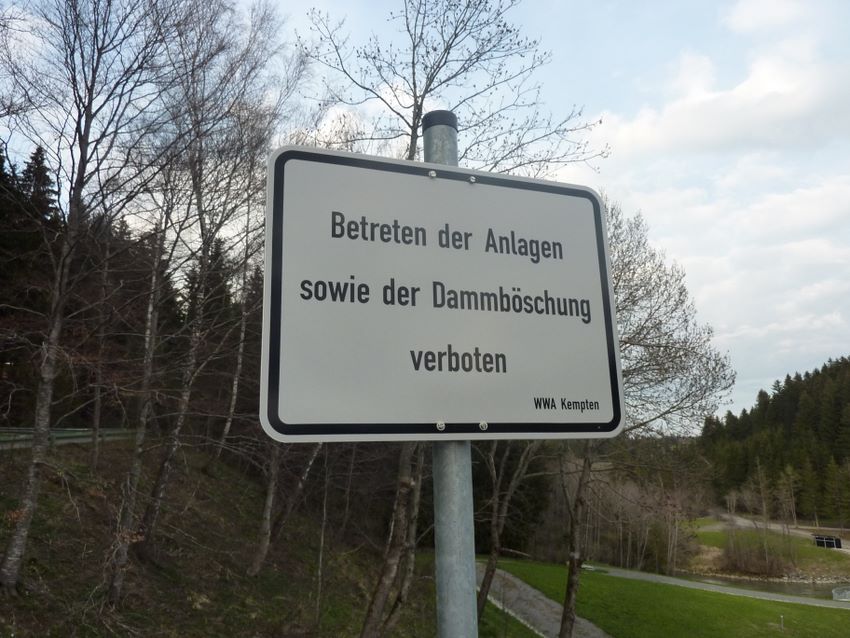 Betreten der Anlagen
sowie der Dammböschung
verboten
WWA Kempten